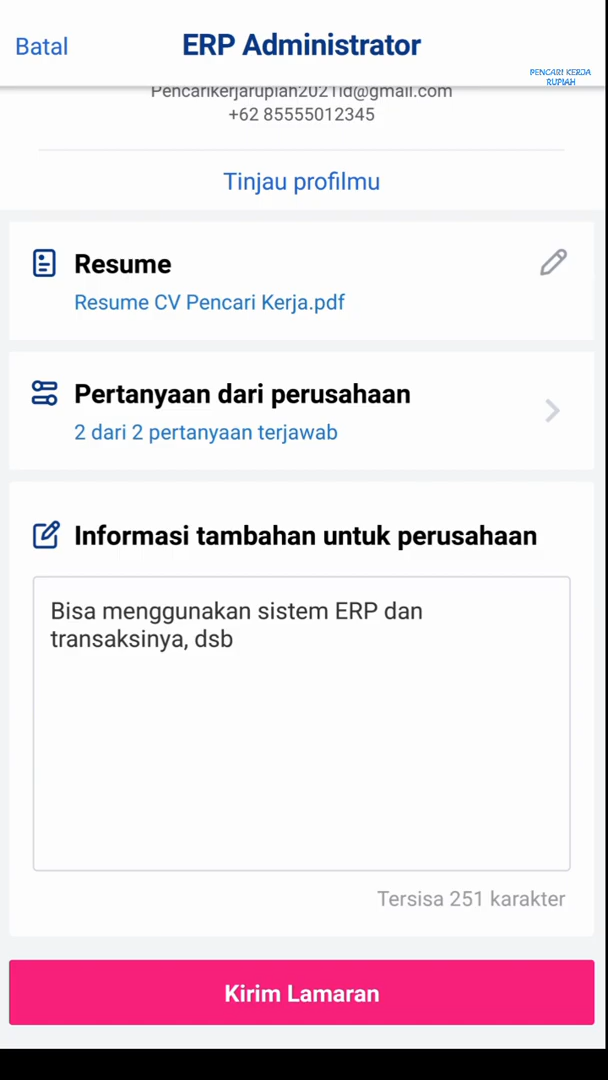 Batal
ERP Administrator
PENCARI KERJA
RUPIAH
Pencarikerjarupiah2021id@gmail.com
+62 85555012345
Tinjau profilmu
Resume
Resume CV Pencari Kerja.pdf
Pertanyaan dari perusahaan
2 dari 2 pertanyaan terjawab
Informasi tambahan untuk perusahaan
Bisa menggunakan sistem ERP dan
transaksinya, dsb
Tersisa 251 karakter
Kirim Lamaran